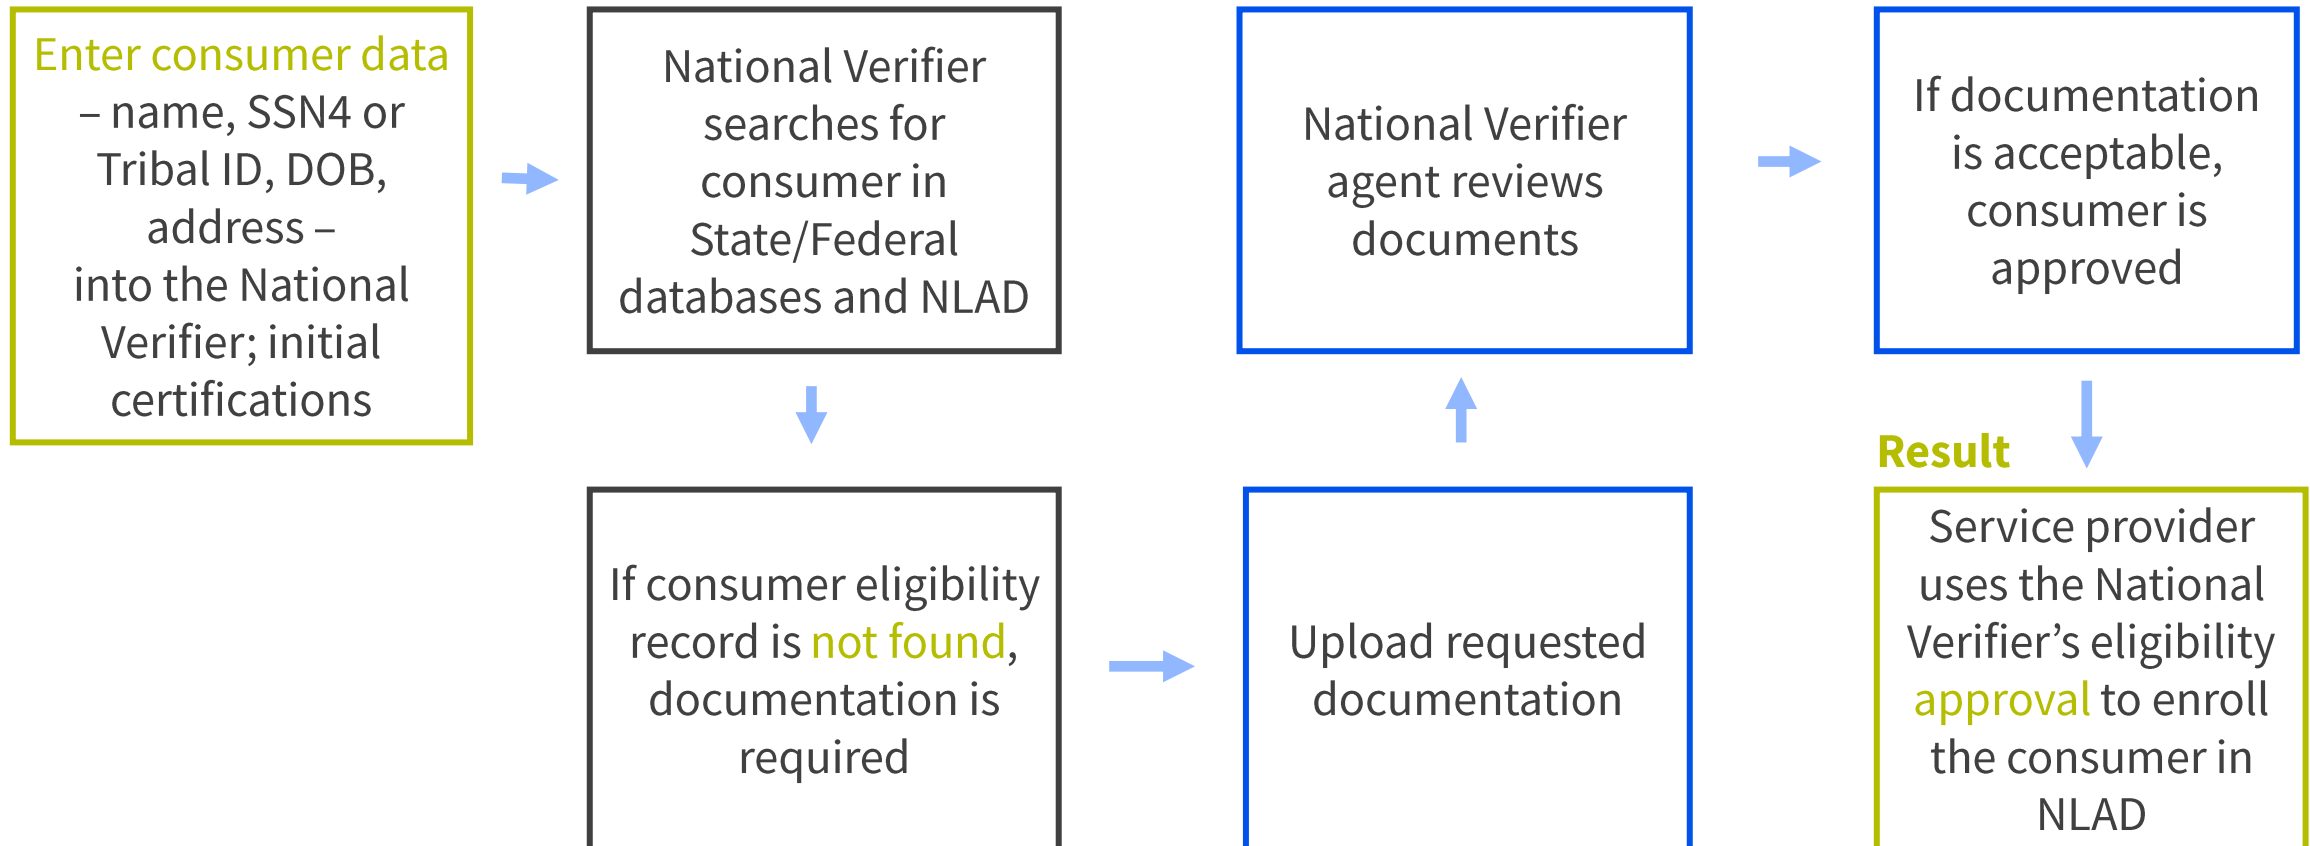 Enter consumer data
– name, SSN4 or
Tribal ID, DOB,
address –
into the National
Verifier; initial
certifications
National Verifier
searches for
consumer in
State/Federal
databases and NLAD
If consumer eligibility
record is not found,
documentation is
required
Upload requested
documentation
National Verifier
agent reviews
documents
If documentation
is acceptable,
consumer is
approved
Result
Service provider
uses the National
Verifier’s eligibility
approval to enroll
the consumer in
NLAD